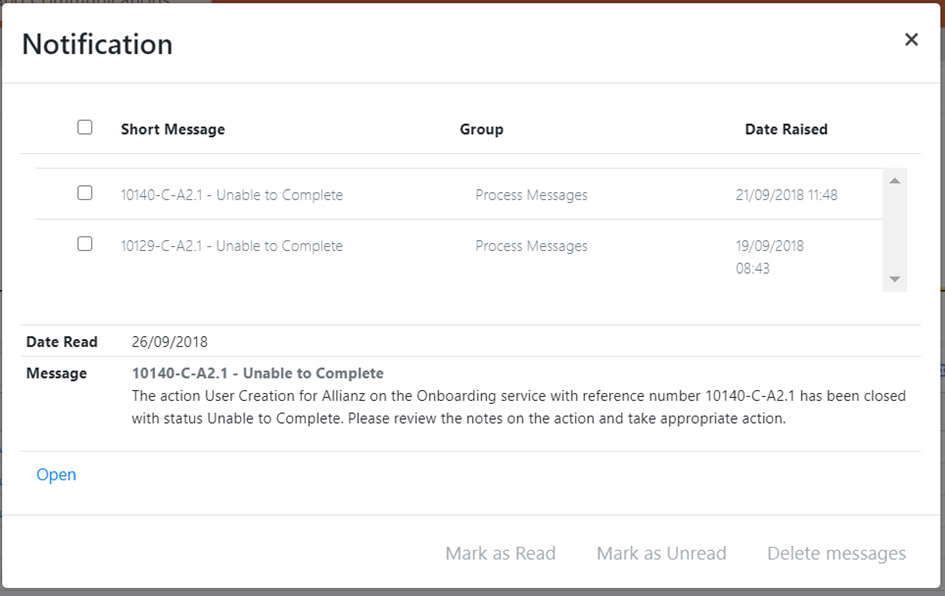 Notification
×
Short Message Group Date Raised
10140-C-A2.1 - Unable to Complete Process Messages 21/09/2018 11:48
10129-C-A2.1 - Unable to Complete Process Messages 19/09/2018
08:43
Date Read 26/09/2018
Message 10140-C-A2.1 - Unable to Complete
The action User Creation for Allianz on the Onboarding service with reference number 10140-C-A2.1 has been closed
with status Unable to Complete. Please review the notes on the action and take appropriate action.
Open
Mark as Read Mark as Unread Delete messages